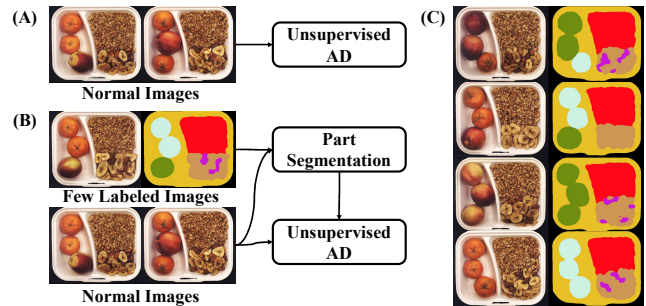 (A)
Unsupervised
AD
Normal Images
(B)
Part
Segmentation
Few Labeled Images
Unsupervised
AD
Normal Images
(C)